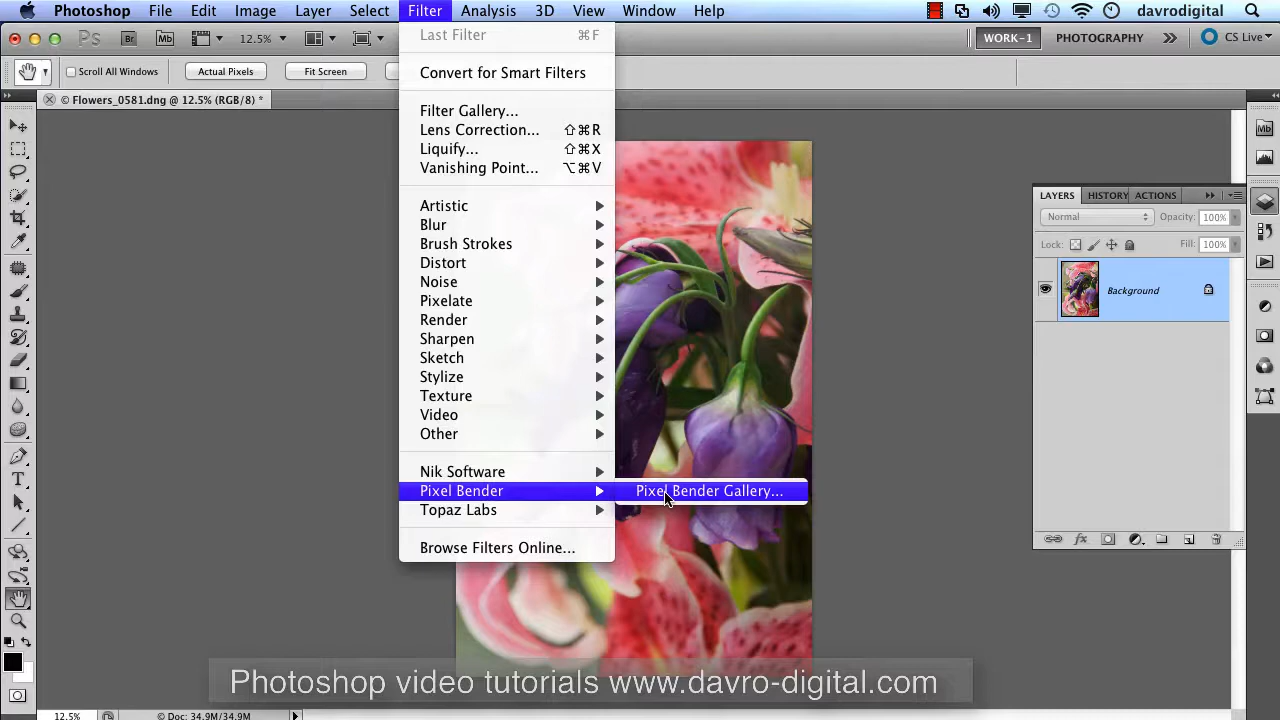 Photoshop File Edit Image Layer Select Filter Analysis 3D View Window Help davrodigital
Ps Br Mb 12.5% WORK-1 PHOTOGRAPHY CS Live
Scroll All Windows Actual Pixels Fit Screen
© Flowers_0581.dng @ 12.5% (RGB/8) *
Last Filter ⌘F
Convert for Smart Filters
Filter Gallery...
Lens Correction... ⇧⌘R
Liquify... ⇧⌘X
Vanishing Point... ⌥⌘V
Artistic
Blur
Brush Strokes
Distort
Noise
Pixelate
Render
Sharpen
Sketch
Stylize
Texture
Video
Other
Nik Software
Pixel Bender
Pixel Bender Gallery...
Topaz Labs
Browse Filters Online...
Mb
LAYERS HISTORY ACTIONS
Normal Opacity: 100%
Lock: Fill: 100%
Background
fx
T
Photoshop video tutorials www.davro-digital.com
12.5% © Doc: 34.9M/34.9M